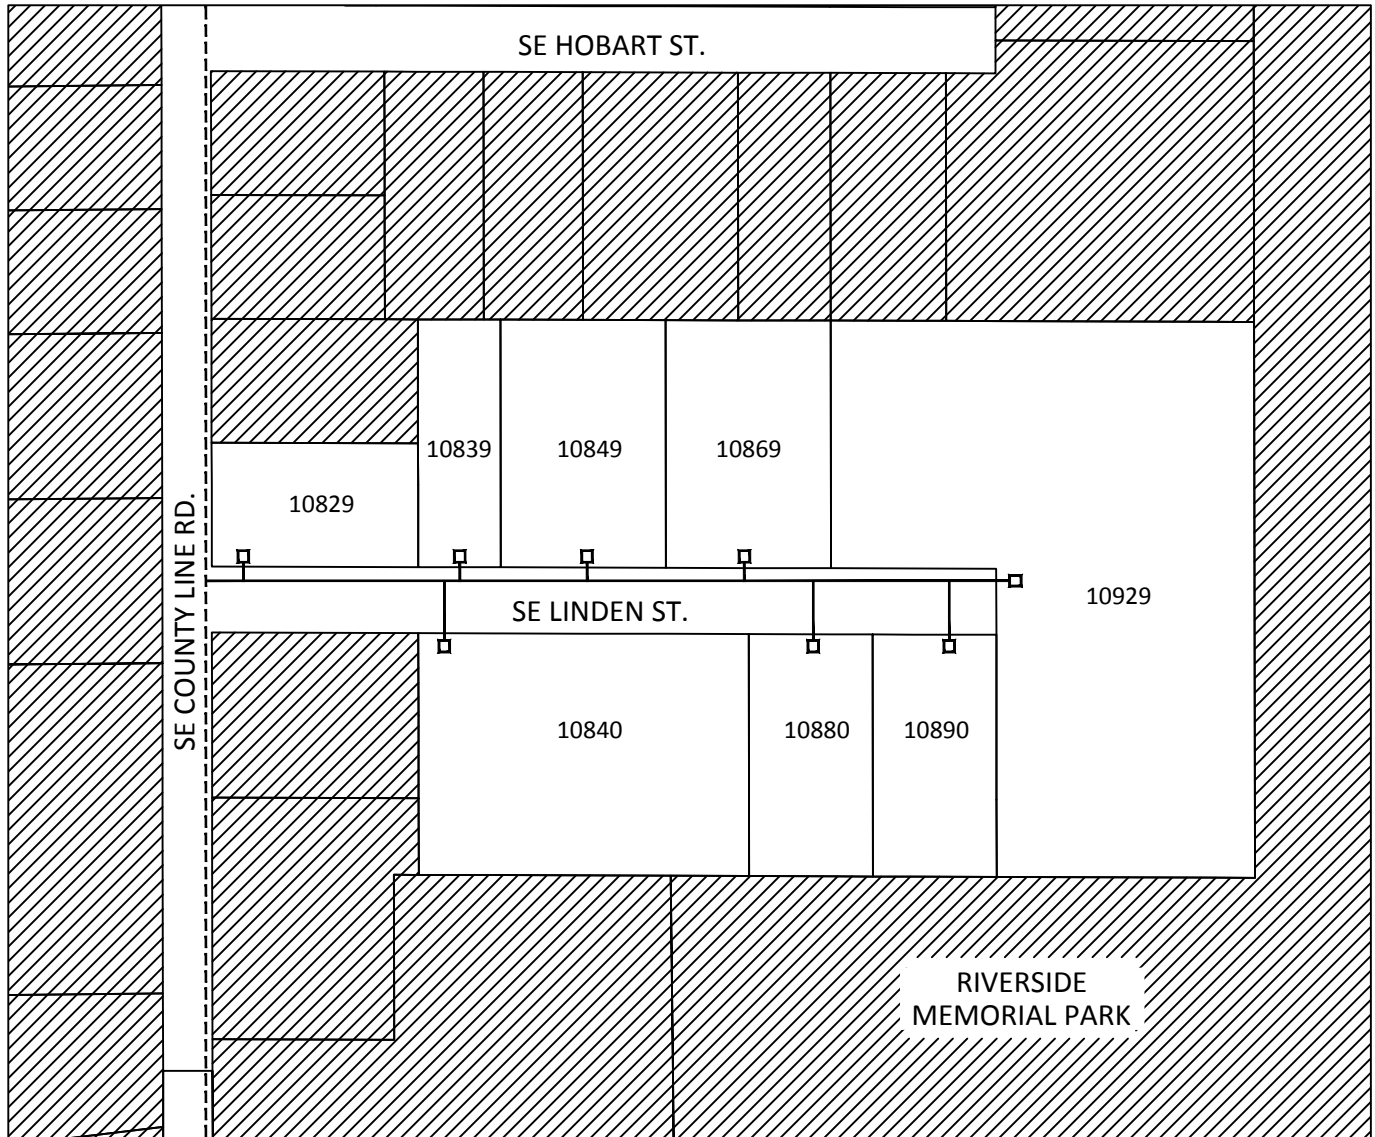 SE HOBART ST.
10839
10849
10869
10829
SE COUNTY LINE RD.
10929
SE LINDEN ST.
10840
10880
10890
RIVERSIDE
MEMORIAL PARK